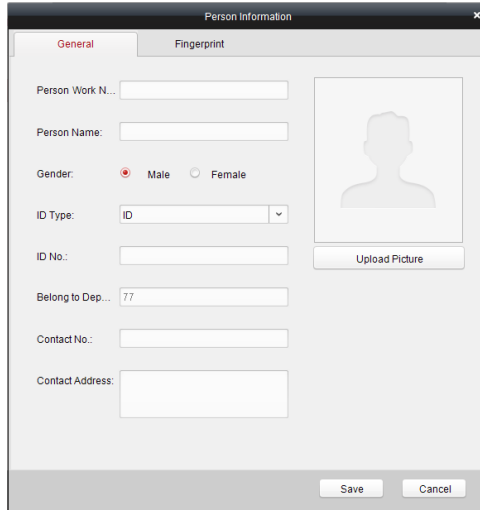 Person Information
General
Fingerprint
Person Work N...
Person Name:
Gender:
Male
Female
ID Type:
ID
ID No.:
Upload Picture
Belong to Dep...
77
Contact No.:
Contact Address:
Save
Cancel